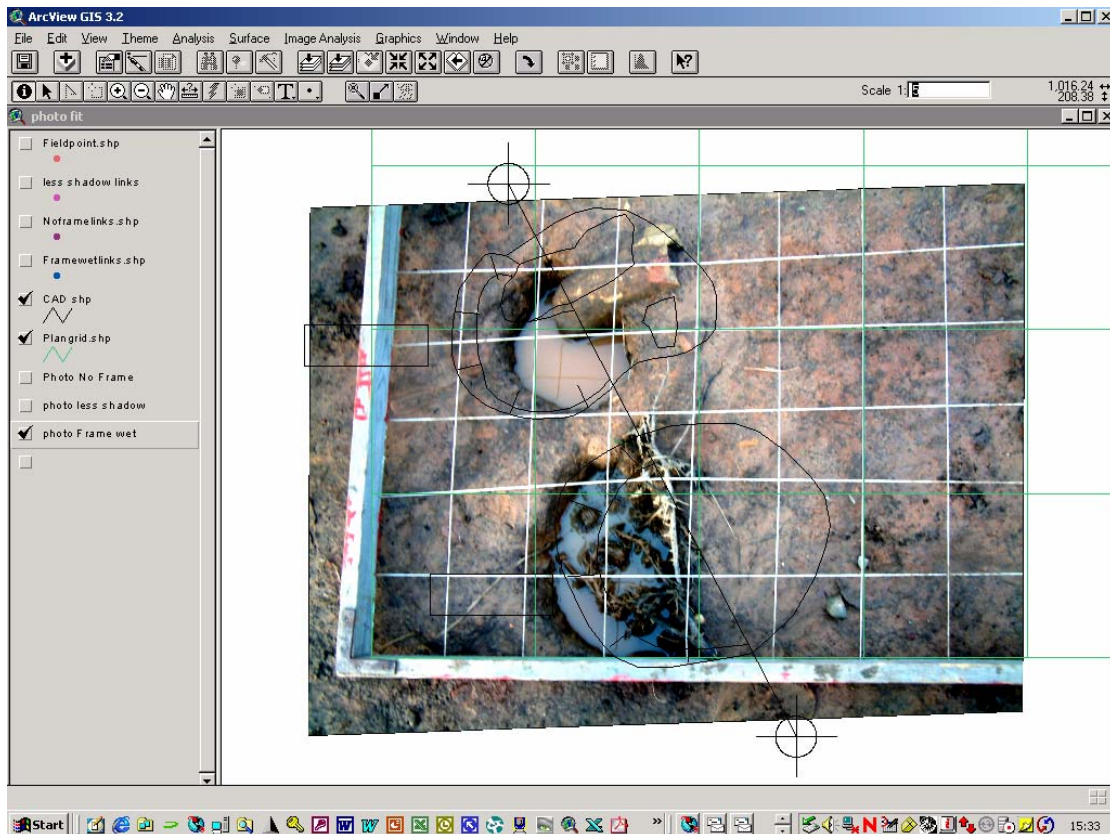 ArcView GIS 3.2
File Edit View Theme Analysis Surface Image Analysis Graphics Window Help
Scale 1: 5
1,016.24
208.38
photo fit
Fieldpoint.shp
less shadow links
Noframelinks.shp
Framewetlinks.shp
CAD shp
Plangrid.shp
Photo No Frame
photo less shadow
photo Frame wet
Start
15:33